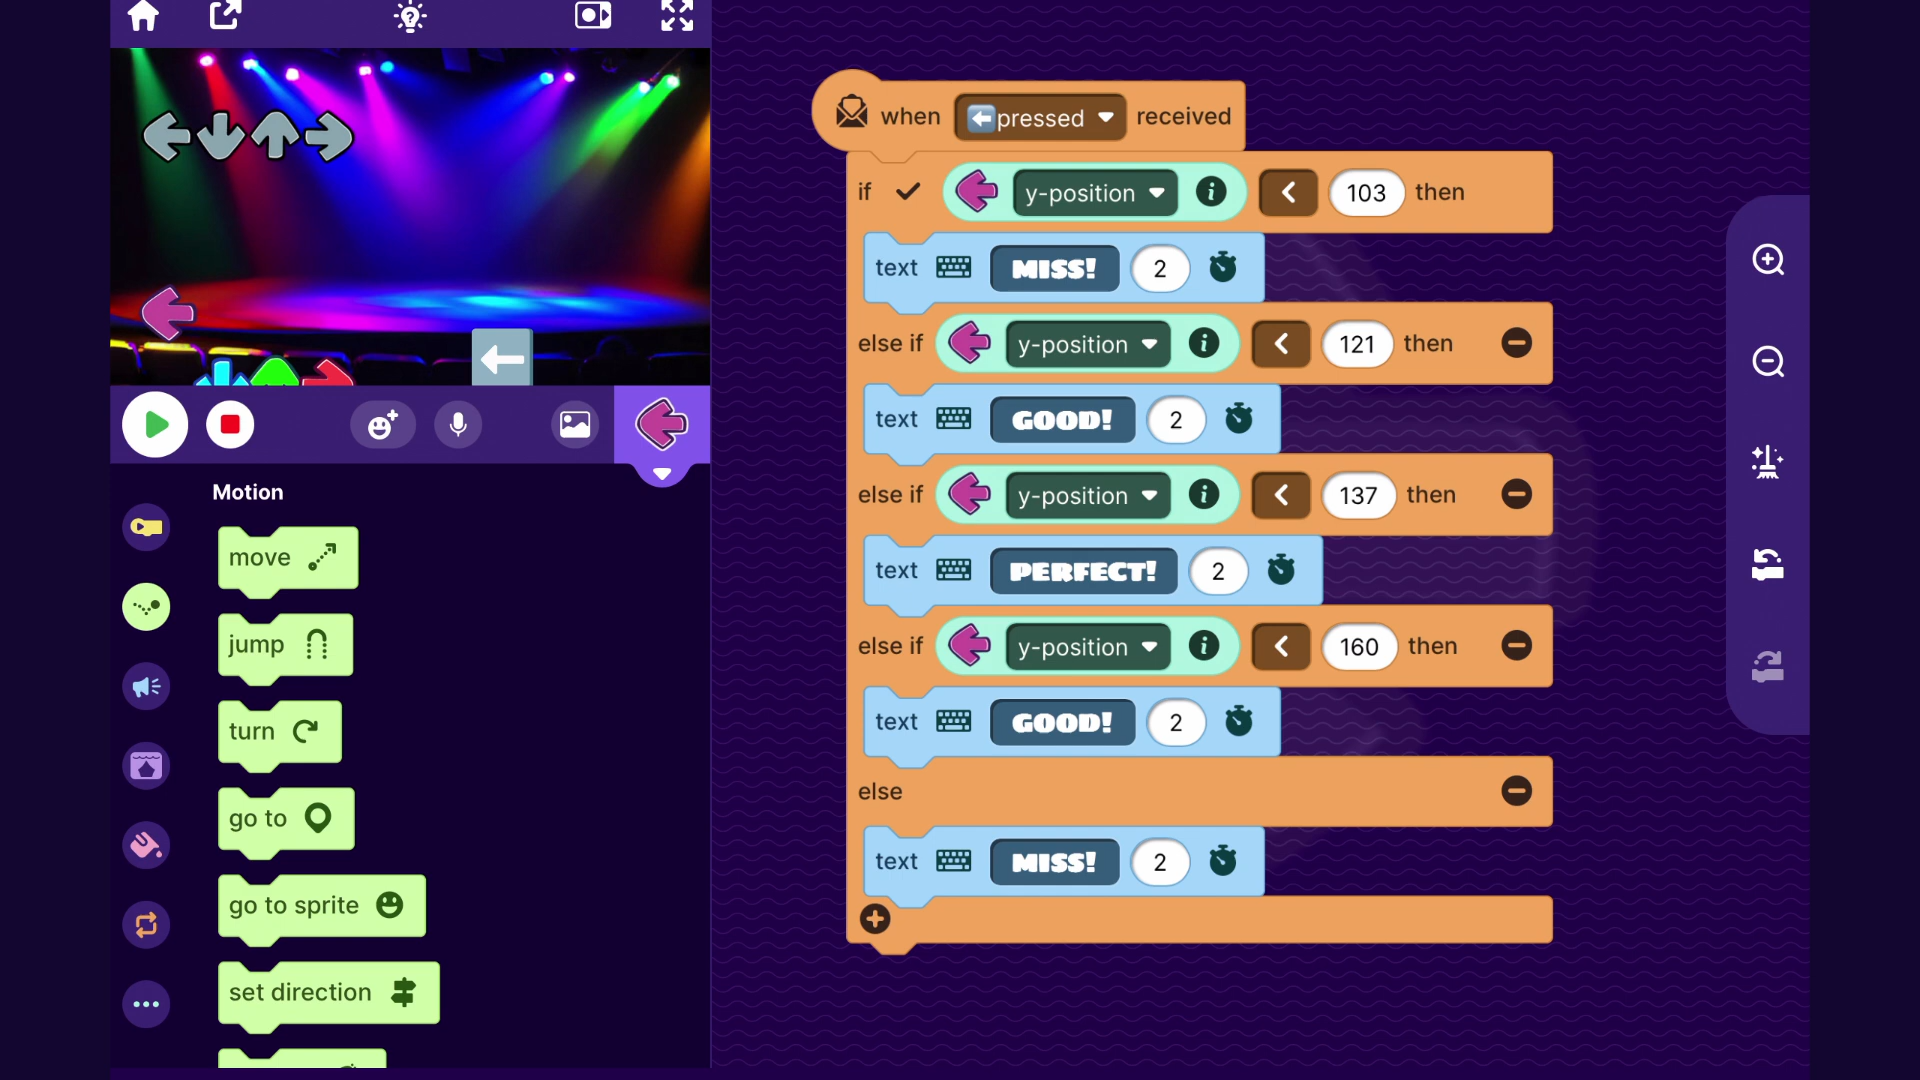 when ⬅pressed received
if y-position < 103 then
text MISS! 2
else if y-position < 121 then
text GOOD! 2
else if y-position < 137 then
text PERFECT! 2
else if y-position < 160 then
text GOOD! 2
else
text MISS! 2
Motion
move
jump
turn
go to
go to sprite
set direction